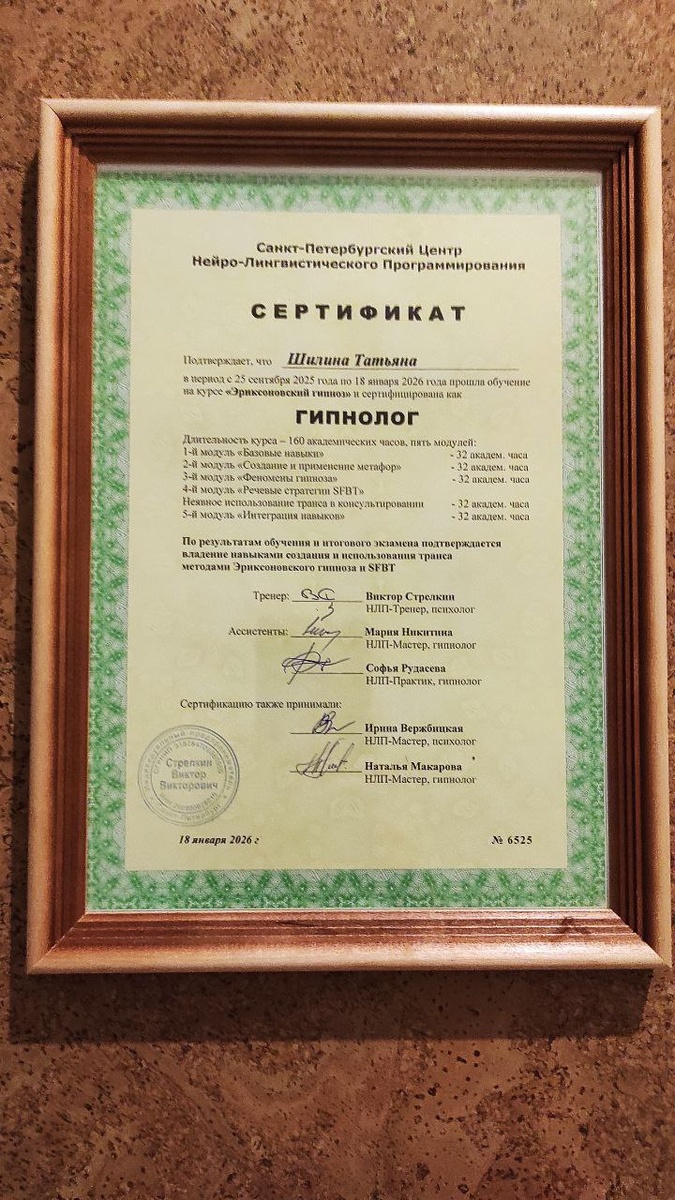 Санкт-Петербургский Центр
Нейро-Лингвистического Программирования
СЕРТИФИКАТ
Подтверждает, что Шилина Татьяна
в период с 25 сентября 2025 года по 18 января 2026 года прошла обучение
на курсе «Эриксоновский гипноз» и сертифицирована как
ГИПНОЛОГ
Длительность курса – 160 академических часов, пять модулей:
1-й модуль «Базовые навыки» - 32 академ. часа
2-й модуль «Создание и применение метафор» - 32 академ. часа
3-й модуль «Феномены гипноза» - 32 академ. часа
4-й модуль «Речевые стратегии SFBT»
Неявное использование транса в консультировании - 32 академ. часа
5-й модуль «Интеграция навыков» - 32 академ. часа
По результатам обучения и итогового экзамена подтверждается
владение навыками создания и использования транса
методами Эриксоновского гипноза и SFBT
Тренер: Виктор Стрелкин
НЛП-Тренер, психолог
Ассистенты: Мария Никитина
НЛП-Мастер, гипнолог
Софья Рудасева
НЛП-Практик, гипнолог
Сертификацию также принимали:
Ирина Вержбицкая
НЛП-Мастер, психолог
Наталья Макарова
НЛП-Мастер, гипнолог
Индивидуальный предприниматель
Стрелкин
Виктор
Викторович
Санкт-Петербург
18 января 2026 г № 6525